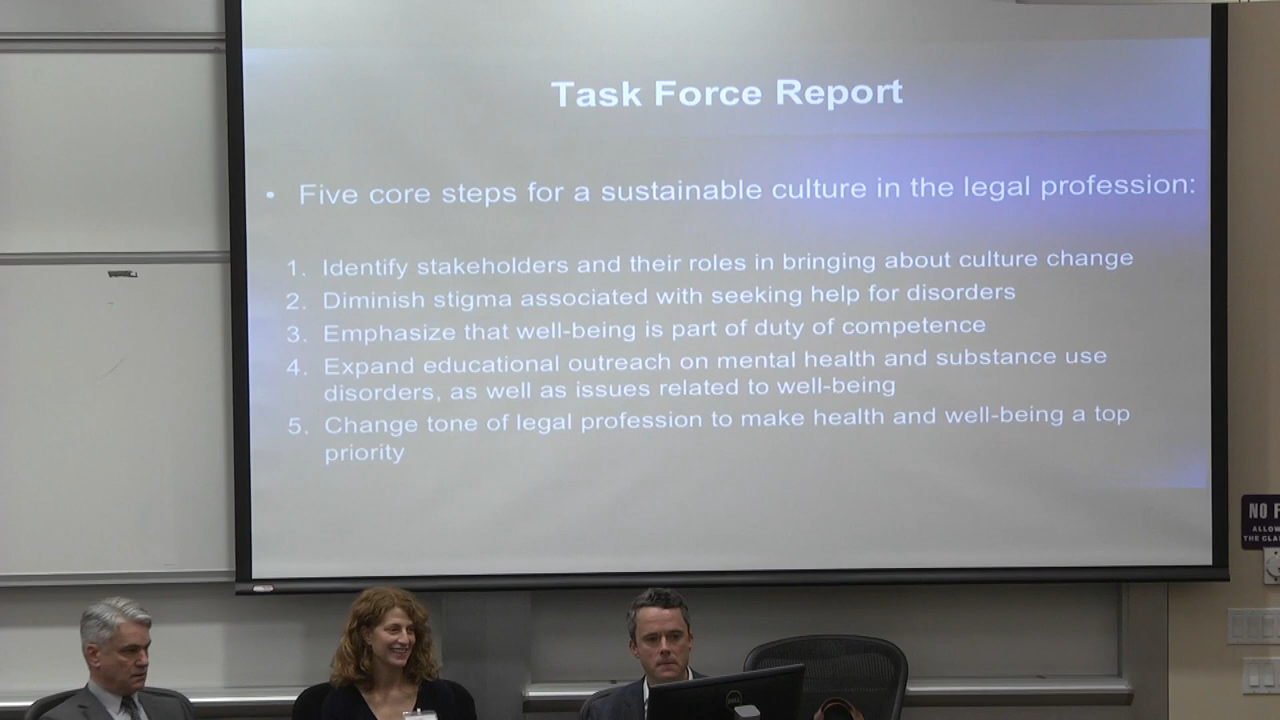 Task Force Report
• Five core steps for a sustainable culture in the legal profession:
1. Identify stakeholders and their roles in bringing about culture change
2. Diminish stigma associated with seeking help for disorders
3. Emphasize that well-being is part of duty of competence
4. Expand educational outreach on mental health and substance use
disorders, as well as issues related to well-being
5. Change tone of legal profession to make health and well-being a top
priority
NO F
ALLOW
THE CLA
DELL